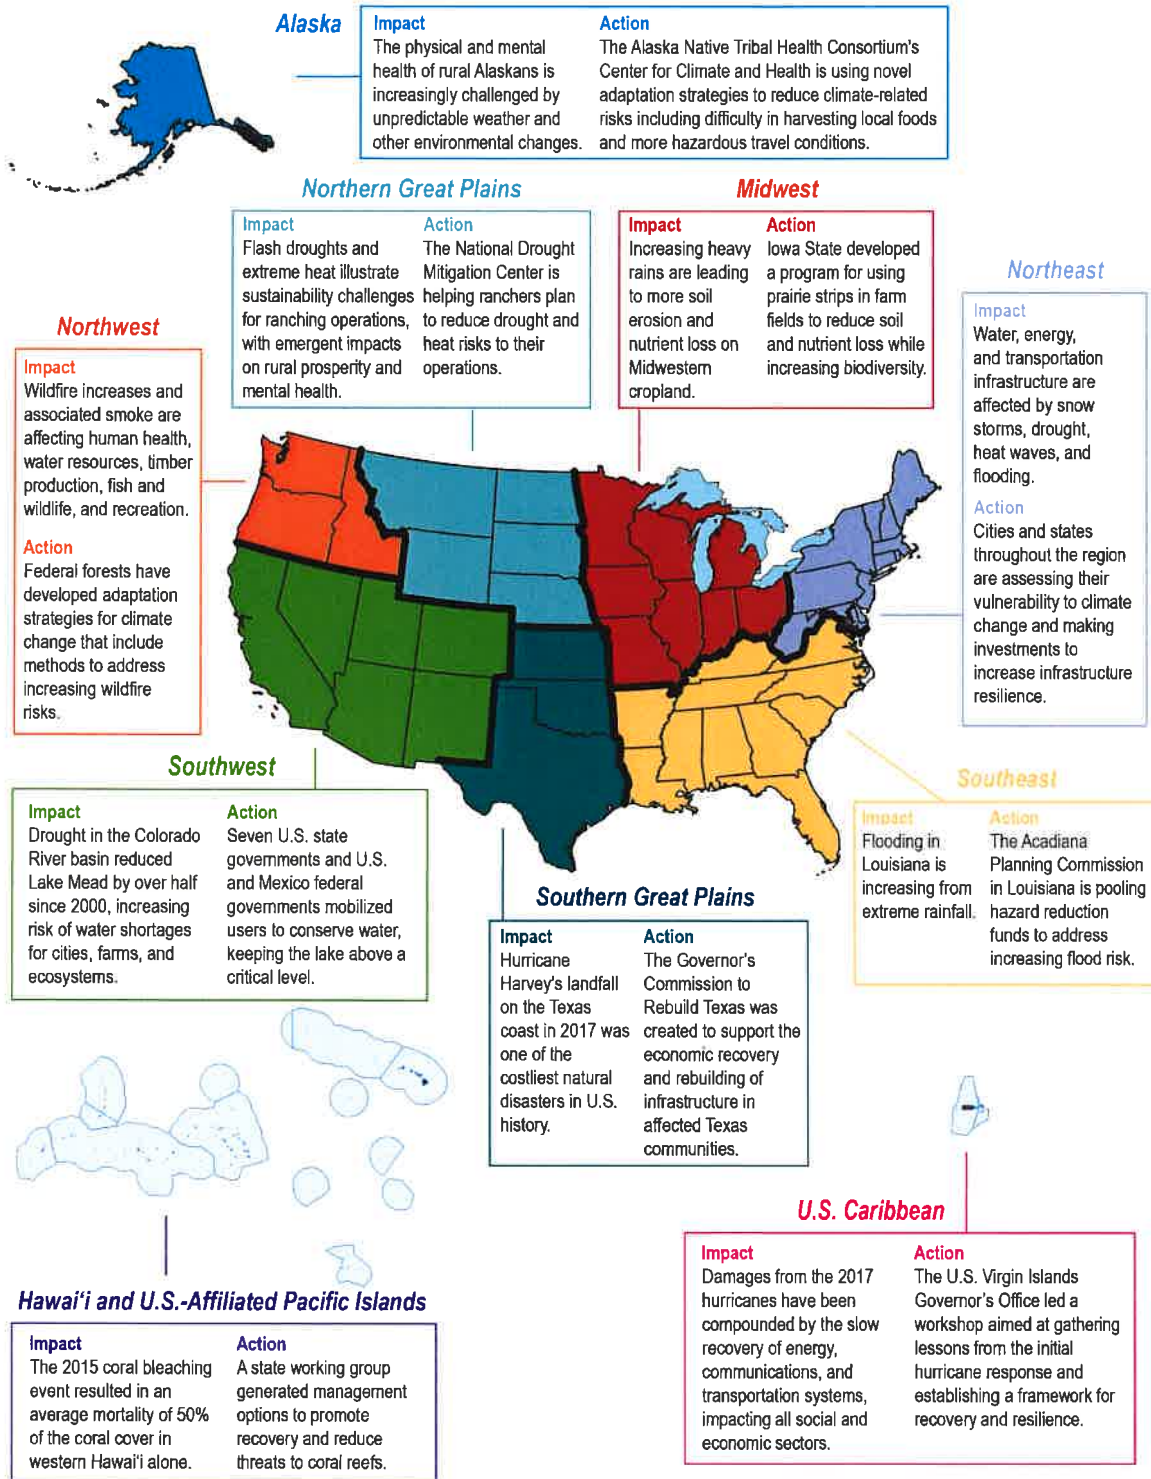 Alaska
Impact
The physical and mental
health of rural Alaskans is
increasingly challenged by
unpredictable weather and
other environmental changes.
Action
The Alaska Native Tribal Health Consortium's
Center for Climate and Health is using novel
adaptation strategies to reduce climate-related
risks including difficulty in harvesting local foods
and more hazardous travel conditions.
Northern Great Plains
Impact
Flash droughts and
extreme heat illustrate
sustainability challenges
for ranching operations,
with emergent impacts
on rural prosperity and
mental health.
Action
The National Drought
Mitigation Center is
helping ranchers plan
to reduce drought and
heat risks to their
operations.
Midwest
Impact
Increasing heavy
rains are leading
to more soil
erosion and
nutrient loss on
Midwestern
cropland.
Action
Iowa State developed
a program for using
prairie strips in farm
fields to reduce soil
and nutrient loss while
increasing biodiversity.
Northeast
Impact
Water, energy,
and transportation
infrastructure are
affected by snow
storms, drought,
heat waves, and
flooding.
Action
Cities and states
throughout the region
are assessing their
vulnerability to climate
change and making
investments to
increase infrastructure
resilience.
Northwest
Impact
Wildfire increases and
associated smoke are
affecting human health,
water resources, timber
production, fish and
wildlife, and recreation.
Action
Federal forests have
developed adaptation
strategies for climate
change that include
methods to address
increasing wildfire
risks.
Southwest
Impact
Drought in the Colorado
River basin reduced
Lake Mead by over half
since 2000, increasing
risk of water shortages
for cities, farms, and
ecosystems.
Action
Seven U.S. state
governments and U.S.
and Mexico federal
governments mobilized
users to conserve water,
keeping the lake above a
critical level.
Southeast
Impact
Flooding in
Louisiana is
increasing from
extreme rainfall.
Action
The Acadiana
Planning Commission
in Louisiana is pooling
hazard reduction
funds to address
increasing flood risk.
Southern Great Plains
Impact
Hurricane
Harvey's landfall
on the Texas
coast in 2017 was
one of the
costliest natural
disasters in U.S.
history.
Action
The Governor's
Commission to
Rebuild Texas was
created to support the
economic recovery
and rebuilding of
infrastructure in
affected Texas
communities.
U.S. Caribbean
Impact
Damages from the 2017
hurricanes have been
compounded by the slow
recovery of energy,
communications, and
transportation systems,
impacting all social and
economic sectors.
Action
The U.S. Virgin Islands
Governor's Office led a
workshop aimed at gathering
lessons from the initial
hurricane response and
establishing a framework for
recovery and resilience.
Hawai'i and U.S.-Affiliated Pacific Islands
Impact
The 2015 coral bleaching
event resulted in an
average mortality of 50%
of the coral cover in
western Hawai'i alone.
Action
A state working group
generated management
options to promote
recovery and reduce
threats to coral reefs.